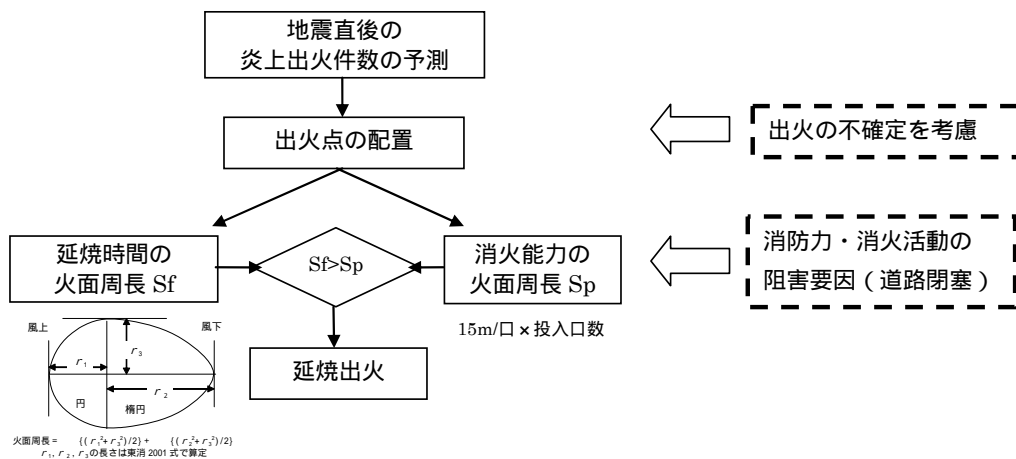 地震直後の
炎上出火件数の予測
出火点の配置
出火の不確定を考慮
延焼時間の
火面周長 Sf
Sf>Sp
消火能力の
火面周長 Sp
消防力・消火活動の
阻害要因（道路閉塞）
15m/口×投入口数
延焼出火
風上
風下
r₃
r₁
r₂
円
楕円
火面周長 = {(r₁²+r₃²)/2} + {(r₂²+r₃²)/2}
r₁, r₂, r₃の長さは東消 2001 式で算定